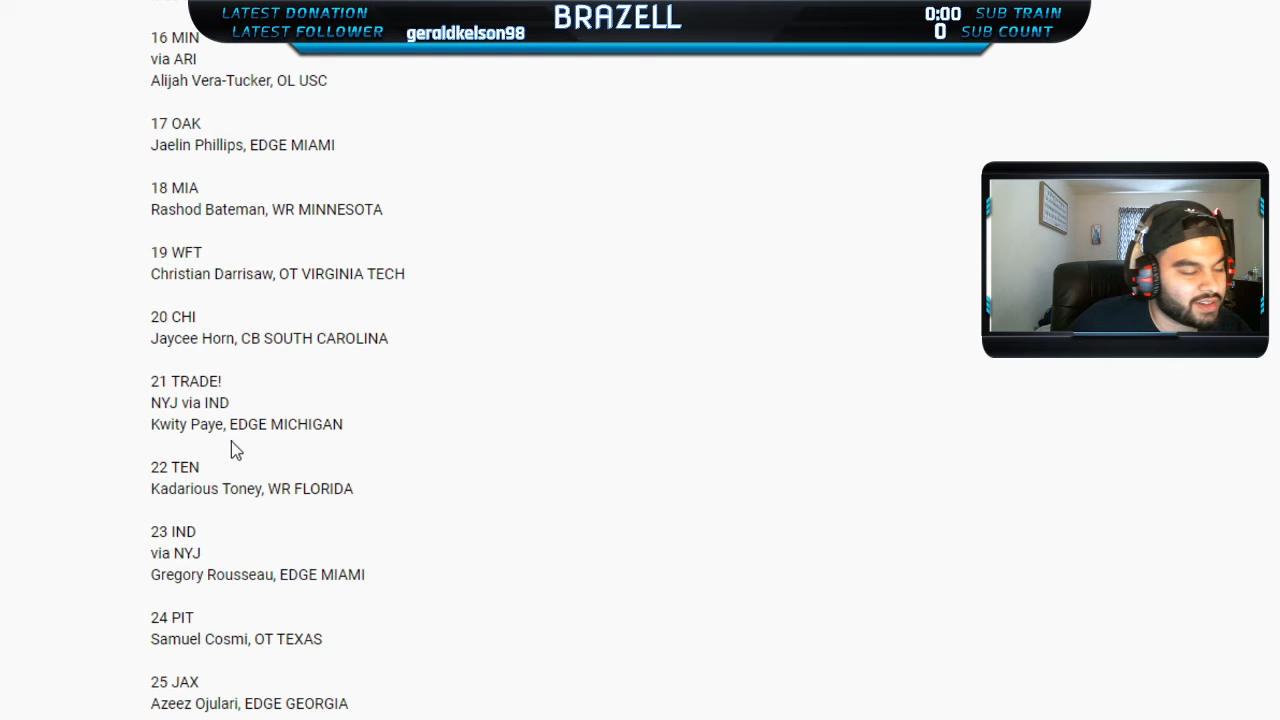 LATEST DONATION
LATEST FOLLOWER geraldkelson98
BRAZELL
0:00 SUB TRAIN
0 SUB COUNT
16 MIN
via ARI
Alijah Vera-Tucker, OL USC
17 OAK
Jaelin Phillips, EDGE MIAMI
18 MIA
Rashod Bateman, WR MINNESOTA
19 WFT
Christian Darrisaw, OT VIRGINIA TECH
20 CHI
Jaycee Horn, CB SOUTH CAROLINA
21 TRADE!
NYJ via IND
Kwity Paye, EDGE MICHIGAN
22 TEN
Kadarious Toney, WR FLORIDA
23 IND
via NYJ
Gregory Rousseau, EDGE MIAMI
24 PIT
Samuel Cosmi, OT TEXAS
25 JAX
Azeez Ojulari, EDGE GEORGIA